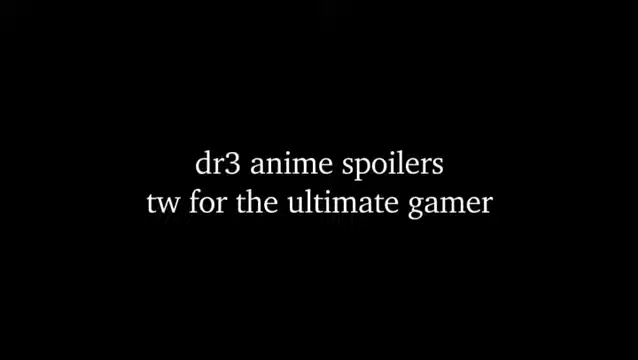 dr3 anime spoilers
tw for the ultimate gamer